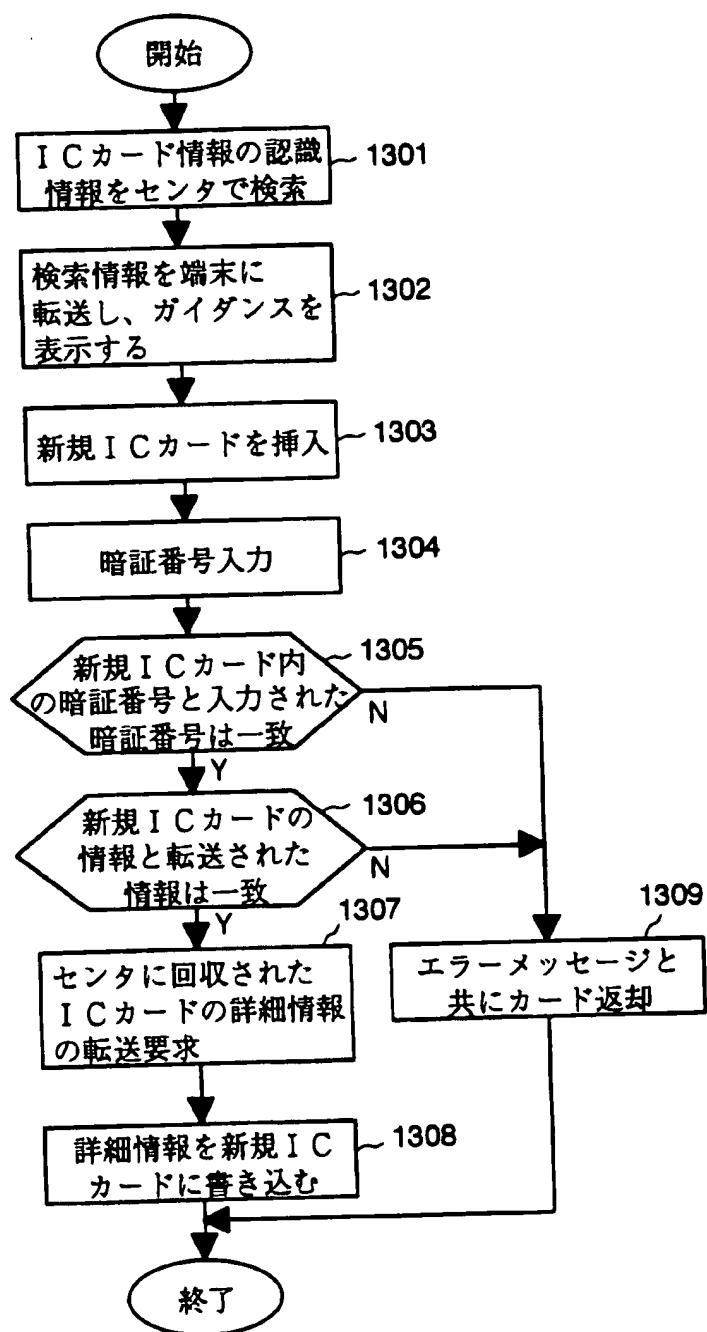 開始
ＩＣカード情報の認識
情報をセンタで検索
1301
検索情報を端末に
転送し、ガイダンスを
表示する
1302
新規ＩＣカードを挿入
1303
暗証番号入力
1304
新規ＩＣカード内
の暗証番号と入力された
暗証番号は一致
1305
N
Y
新規ＩＣカードの
情報と転送された
情報は一致
1306
N
Y
センタに回収された
ＩＣカードの詳細情報
の転送要求
1307
エラーメッセージと
共にカード返却
1309
詳細情報を新規ＩＣ
カードに書き込む
1308
終了